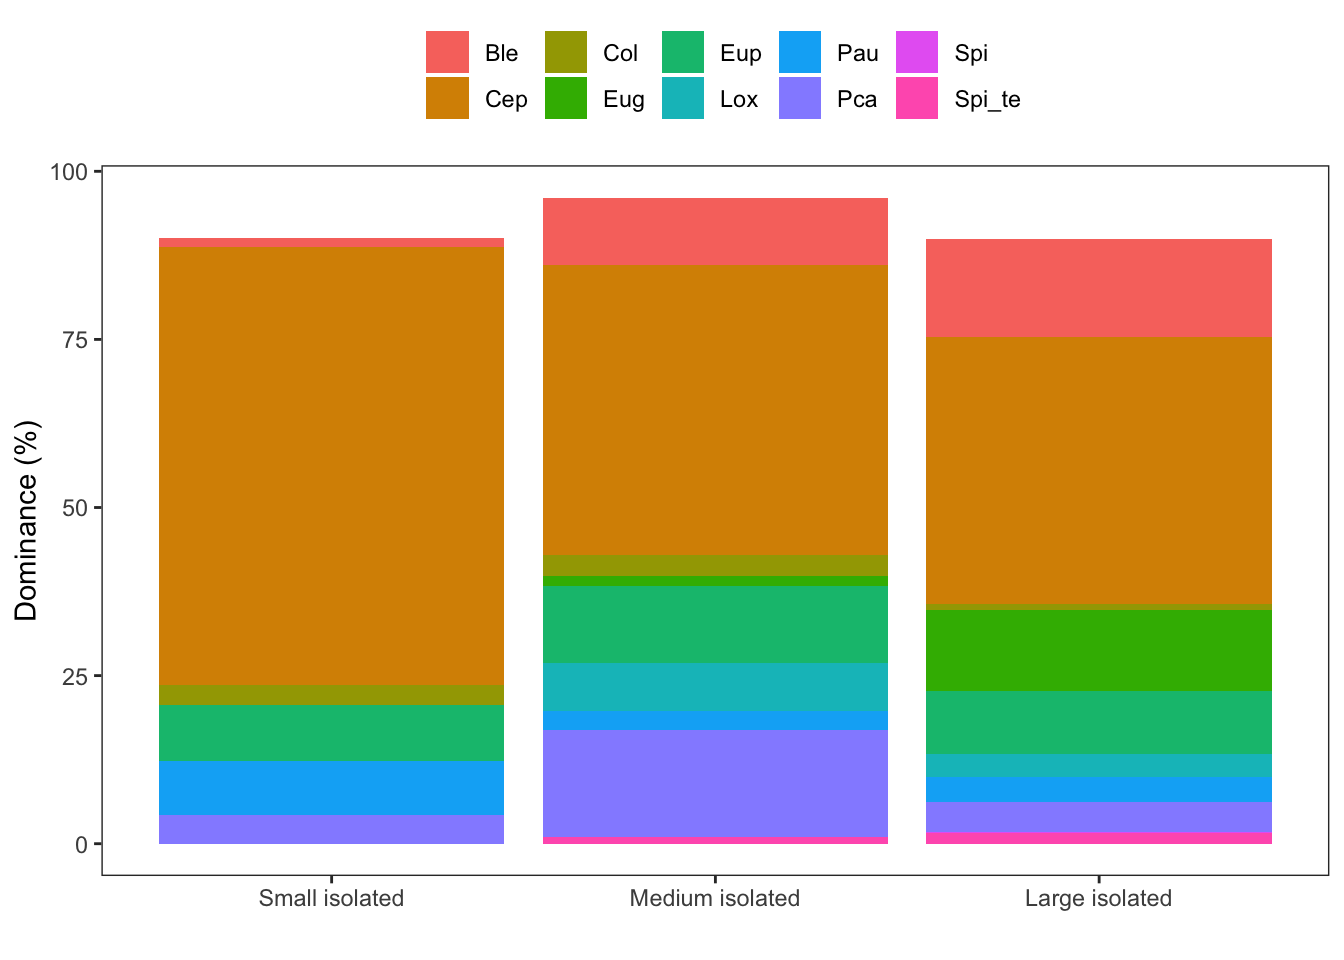 Ble Col Eup Pau Spi
Cep Eug Lox Pca Spi_te
100
75
50
25
0
Dominance (%)
Small isolated Medium isolated Large isolated